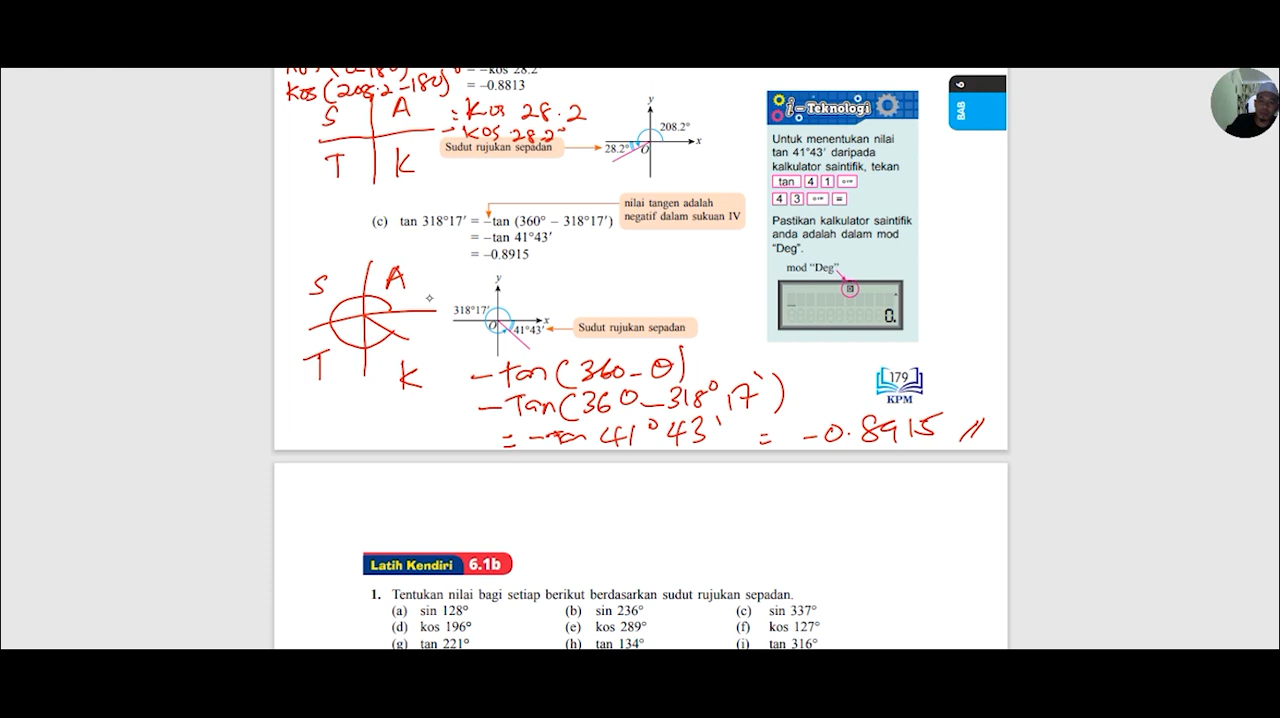 = –kos 28.2
kos (208.2 – 180)
= –0.8813
S A
T K
= kos 28.2
– kos 28.2°
Sudut rujukan sepadan
y
208.2°
x
28.2° O
(c) tan 318°17′ = –tan (360° – 318°17′)
= –tan 41°43′
= –0.8915
nilai tangen adalah
negatif dalam sukuan IV
S A
T K
y
318°17′
x
O 41°43′
Sudut rujukan sepadan
– tan (360 – θ)
– Tan (360 – 318° 17′)
= – tan 41° 43′ = –0.8915 //
i-Teknologi
Untuk menentukan nilai
tan 41°43′ daripada
kalkulator saintifik, tekan
tan 4 1 °′″
4 3 °′″ =
Pastikan kalkulator saintifik
anda adalah dalam mod
“Deg”.
mod “Deg”
D
0.
BAB
6
179
KPM
Latih Kendiri 6.1b
1. Tentukan nilai bagi setiap berikut berdasarkan sudut rujukan sepadan.
(a) sin 128° (b) sin 236° (c) sin 337°
(d) kos 196° (e) kos 289° (f) kos 127°
(g) tan 221° (h) tan 134° (i) tan 316°